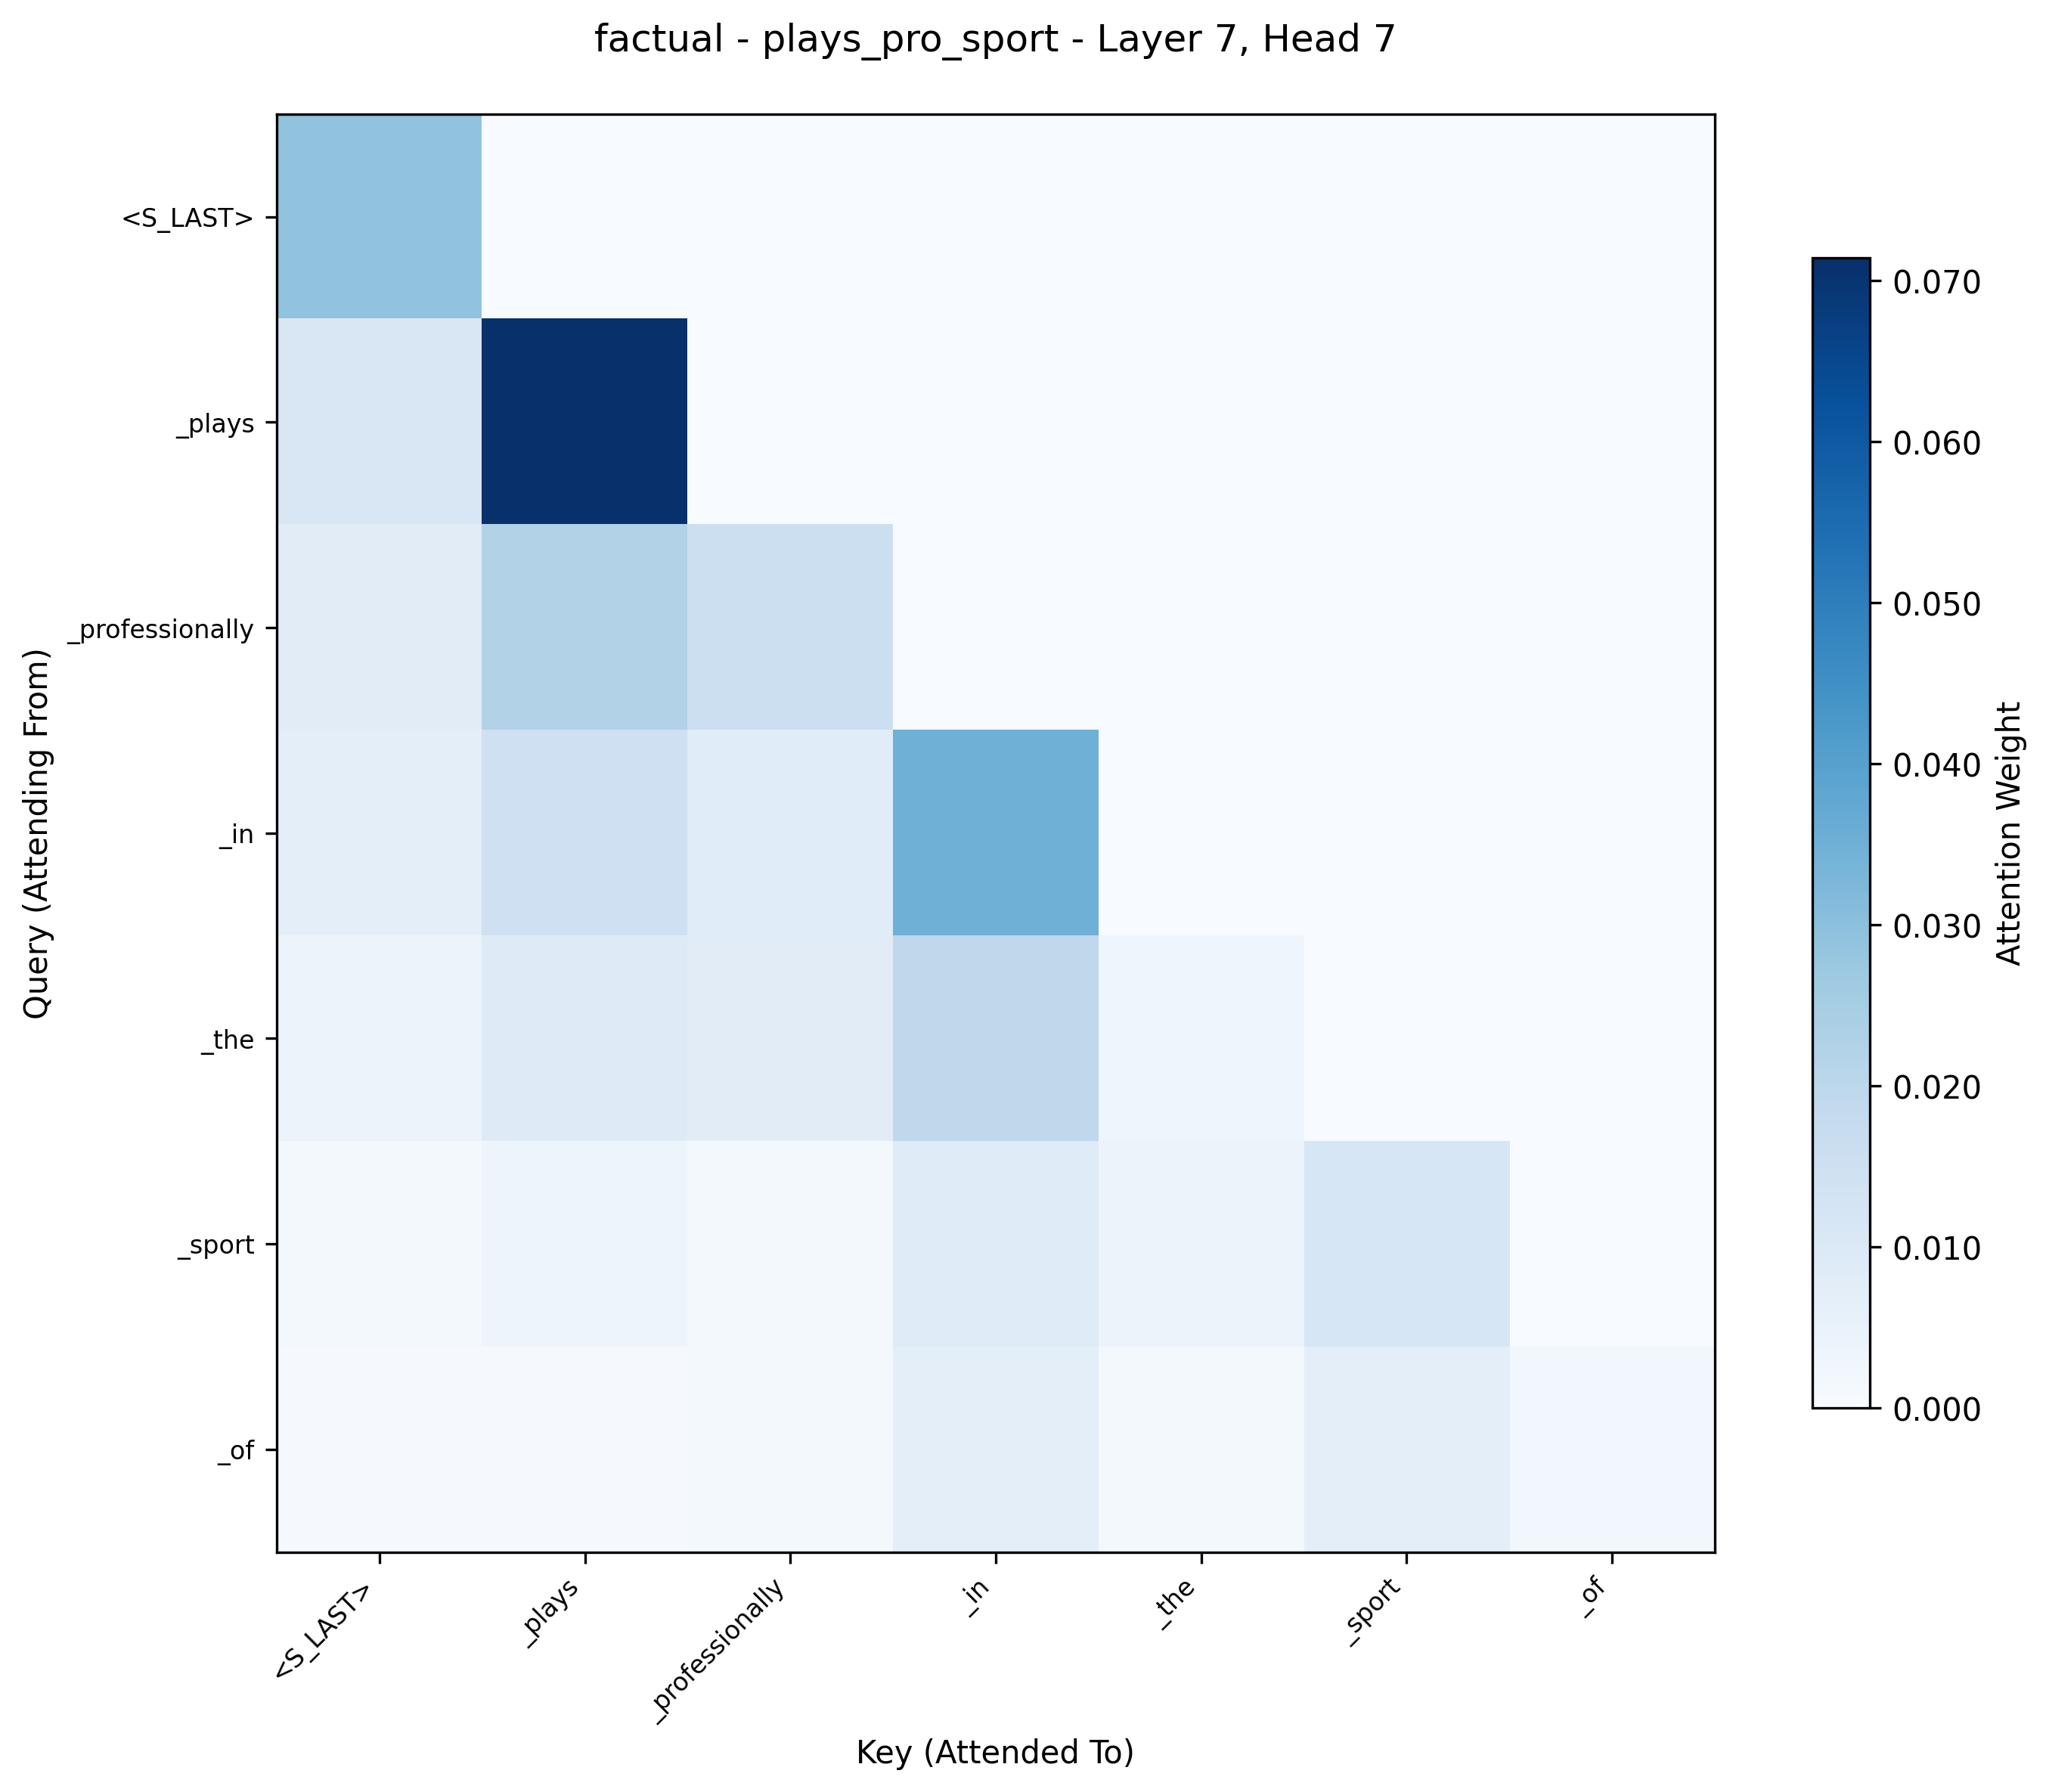 factual - plays_pro_sport - Layer 7, Head 7
Query (Attending From)
<S_LAST>
_plays
_professionally
_in
_the
_sport
_of
<S_LAST>
_plays
_professionally
_in
_the
_sport
_of
Key (Attended To)
0.070
0.060
0.050
0.040
0.030
0.020
0.010
0.000
Attention Weight